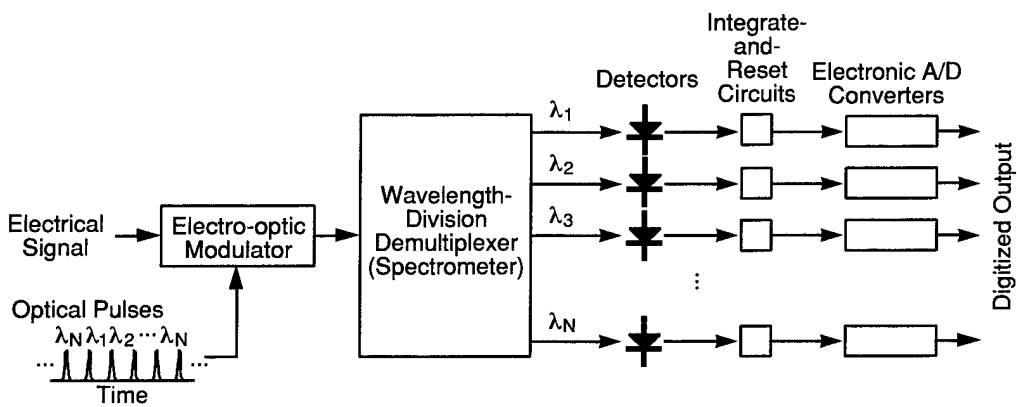 Integrate-
and-
Reset
Circuits
Detectors
Electronic A/D
Converters
λ1
λ2
λ3
λN
Wavelength-
Division
Demultiplexer
(Spectrometer)
Electrical
Signal
Electro-optic
Modulator
Optical Pulses
λN λ1 λ2 ··· λN
··· ···
Time
⋮
⋮
Digitized Output